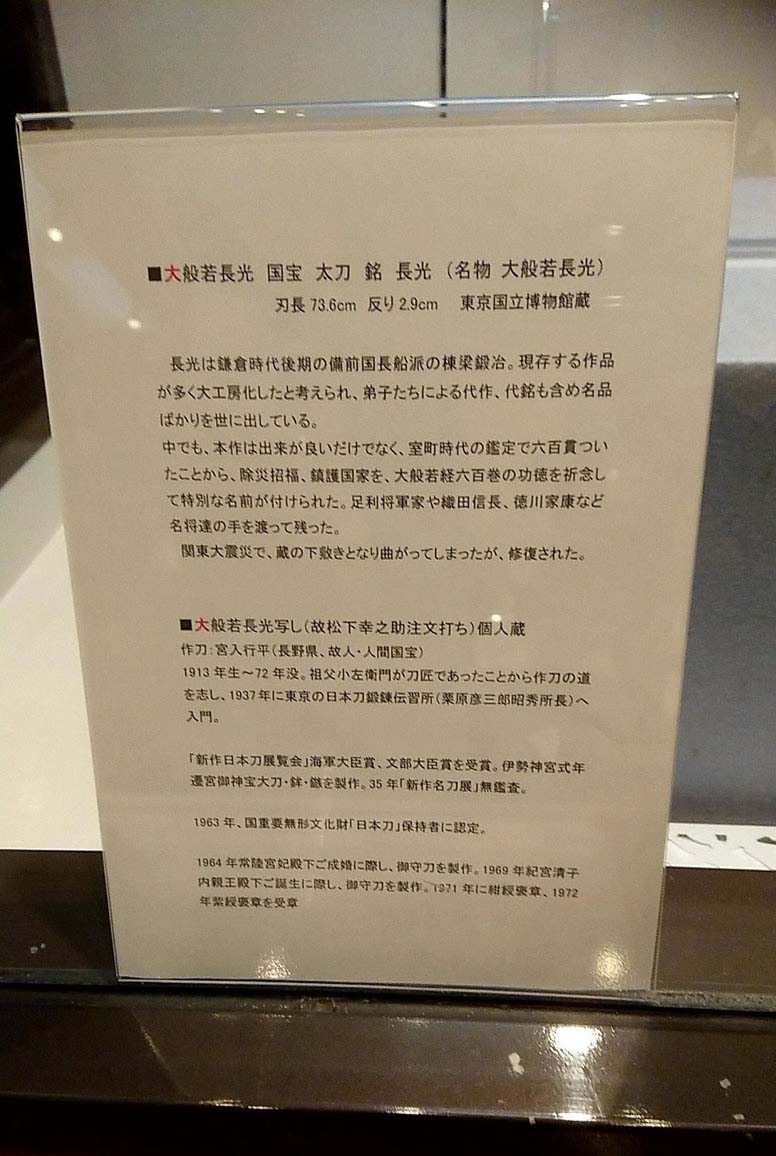 ■大般若長光 国宝 太刀 銘 長光 (名物 大般若長光)
刃長 73.6cm 反り 2.9cm 東京国立博物館蔵
長光は鎌倉時代後期の備前国長船派の棟梁鍛冶。現存する作品
が多く大工房化したと考えられ、弟子たちによる代作、代銘も含め名品
ばかりを世に出している。
中でも、本作は出来が良いだけでなく、室町時代の鑑定で六百貫つい
たことから、除災招福、鎮護国家を、大般若経六百巻の功徳を祈念し
て特別な名前が付けられた。足利将軍家や織田信長、徳川家康など
名将達の手を渡って残った。
関東大震災で、蔵の下敷きとなり曲がってしまったが、修復された。
■大般若長光写し(故松下幸之助注文打ち)個人蔵
作刀:宮入行平(長野県、故人・人間国宝)
1913 年生～72 年没。祖父小左衛門が刀匠であったことから作刀の道
を志し、1937年に東京の日本刀鍛錬伝習所(栗原彦三郎昭秀所長)へ
入門。
「新作日本刀展覧会」海軍大臣賞、文部大臣賞を受賞。伊勢神宮式年
遷宮御神宝大刀・鉾・鏃を製作。35 年「新作名刀展」無鑑査。
1963 年、国重要無形文化財「日本刀」保持者に認定。
1964 年常陸宮妃殿下ご成婚に際し、御守刀を製作。1969 年紀宮清子
内親王殿下ご誕生に際し、御守刀を製作。1971 年に紺綬褒章、1972
年紫綬褒章を受章